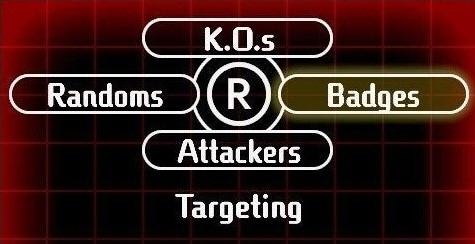 K.O.s
Randoms R Badges
Attackers
Targeting